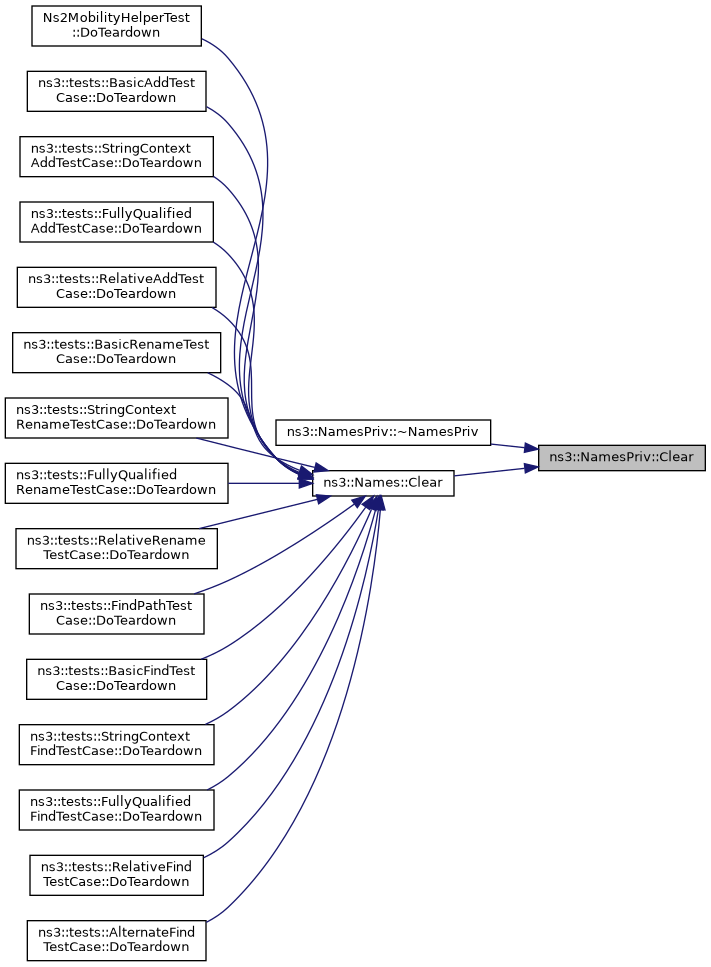 Ns2MobilityHelperTest
::DoTeardown
ns3::tests::BasicAddTest
Case::DoTeardown
ns3::tests::StringContext
AddTestCase::DoTeardown
ns3::tests::FullyQualified
AddTestCase::DoTeardown
ns3::tests::RelativeAddTest
Case::DoTeardown
ns3::tests::BasicRenameTest
Case::DoTeardown
ns3::tests::StringContext
RenameTestCase::DoTeardown
ns3::NamesPriv::~NamesPriv
ns3::NamesPriv::Clear
ns3::tests::FullyQualified
RenameTestCase::DoTeardown
ns3::Names::Clear
ns3::tests::RelativeRename
TestCase::DoTeardown
ns3::tests::FindPathTest
Case::DoTeardown
ns3::tests::BasicFindTest
Case::DoTeardown
ns3::tests::StringContext
FindTestCase::DoTeardown
ns3::tests::FullyQualified
FindTestCase::DoTeardown
ns3::tests::RelativeFind
TestCase::DoTeardown
ns3::tests::AlternateFind
TestCase::DoTeardown